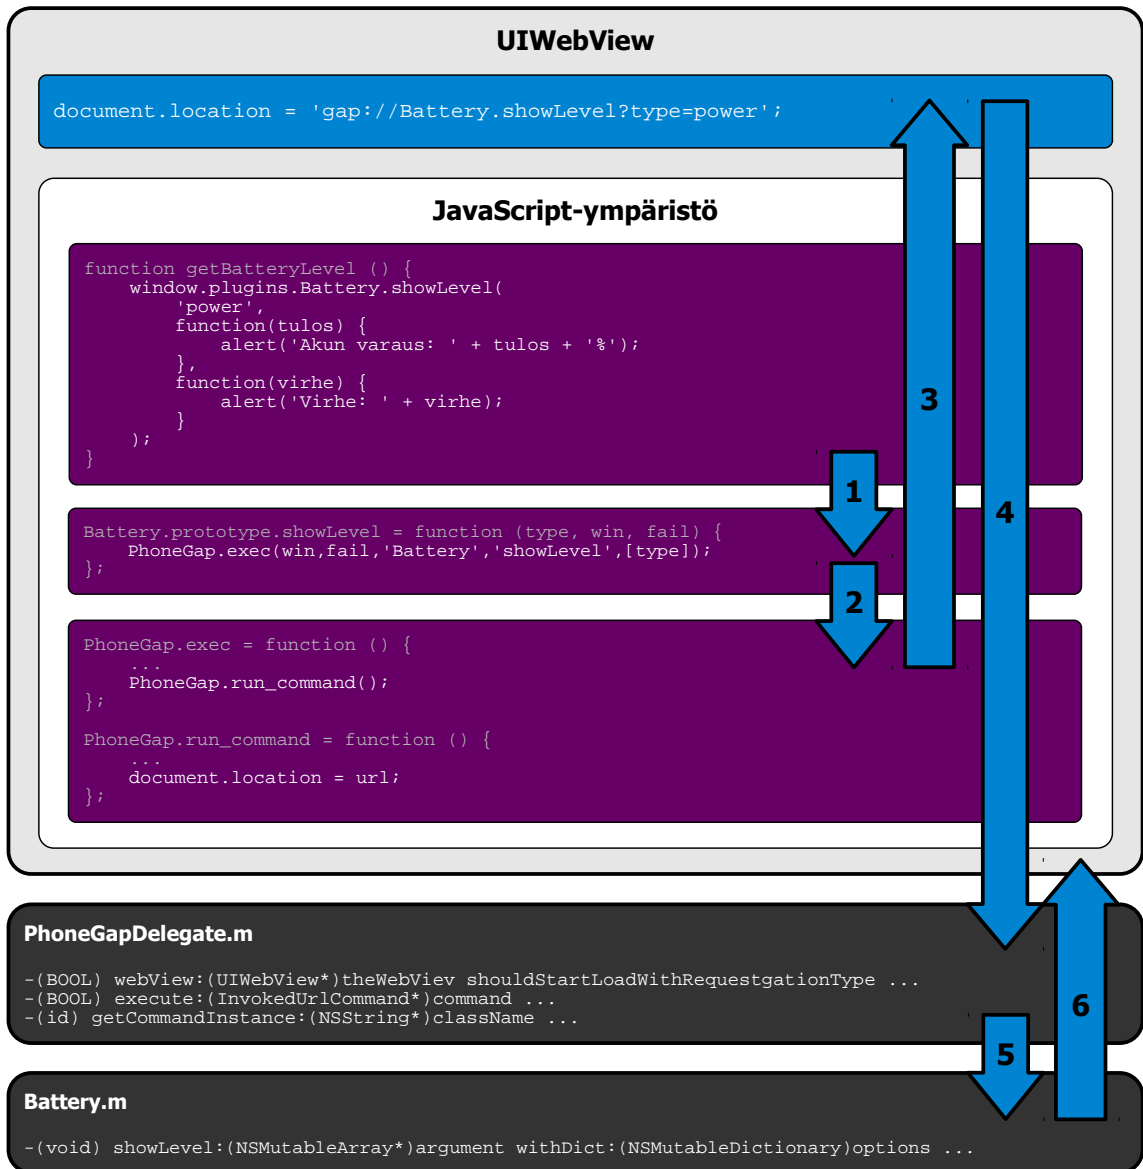 UIWebView
document.location = 'gap://Battery.showLevel?type=power';
JavaScript-ympäristö
function getBatteryLevel () {
    window.plugins.Battery.showLevel(
        'power',
        function(tulos) {
            alert('Akun varaus: ' + tulos + '%');
        },
        function(virhe) {
            alert('Virhe: ' + virhe);
        }
    );
}
1
Battery.prototype.showLevel = function (type, win, fail) {
    PhoneGap.exec(win,fail,'Battery','showLevel',[type]);
};
2
PhoneGap.exec = function () {
    ...
    PhoneGap.run_command();
};
PhoneGap.run_command = function () {
    ...
    document.location = url;
};
3
4
PhoneGapDelegate.m
-(BOOL) webView:(UIWebView*)theWebViev shouldStartLoadWithRequestgationType ...
-(BOOL) execute:(InvokedUrlCommand*)command ...
-(id) getCommandInstance:(NSString*)className ...
5
6
Battery.m
-(void) showLevel:(NSMutableArray*)argument withDict:(NSMutableDictionary)options ...